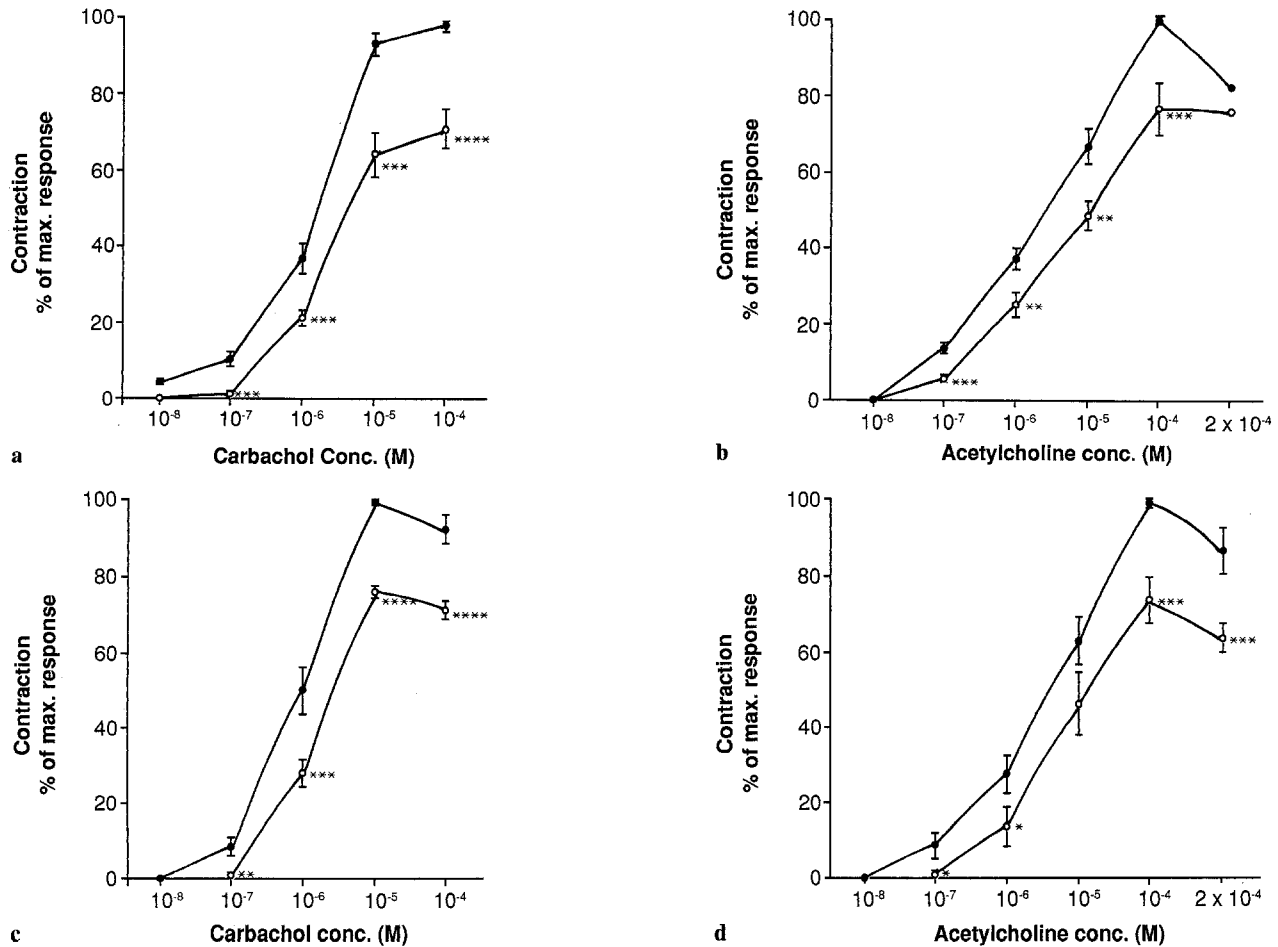 100
80
60
40
20
0
Contraction
% of max. response
***
***
***
****
10-8 10-7 10-6 10-5 10-4
a Carbachol Conc. (M)
100
80
60
40
20
0
Contraction
% of max. response
***
**
**
***
10-8 10-7 10-6 10-5 10-4 2 x 10-4
b Acetylcholine conc. (M)
100
80
60
40
20
0
Contraction
% of max. response
**
***
****
****
10-8 10-7 10-6 10-5 10-4
c Carbachol conc. (M)
100
80
60
40
20
0
Contraction
% of max. response
*
***
***
10-8 10-7 10-6 10-5 10-4 2 x 10-4
d Acetylcholine conc. (M)